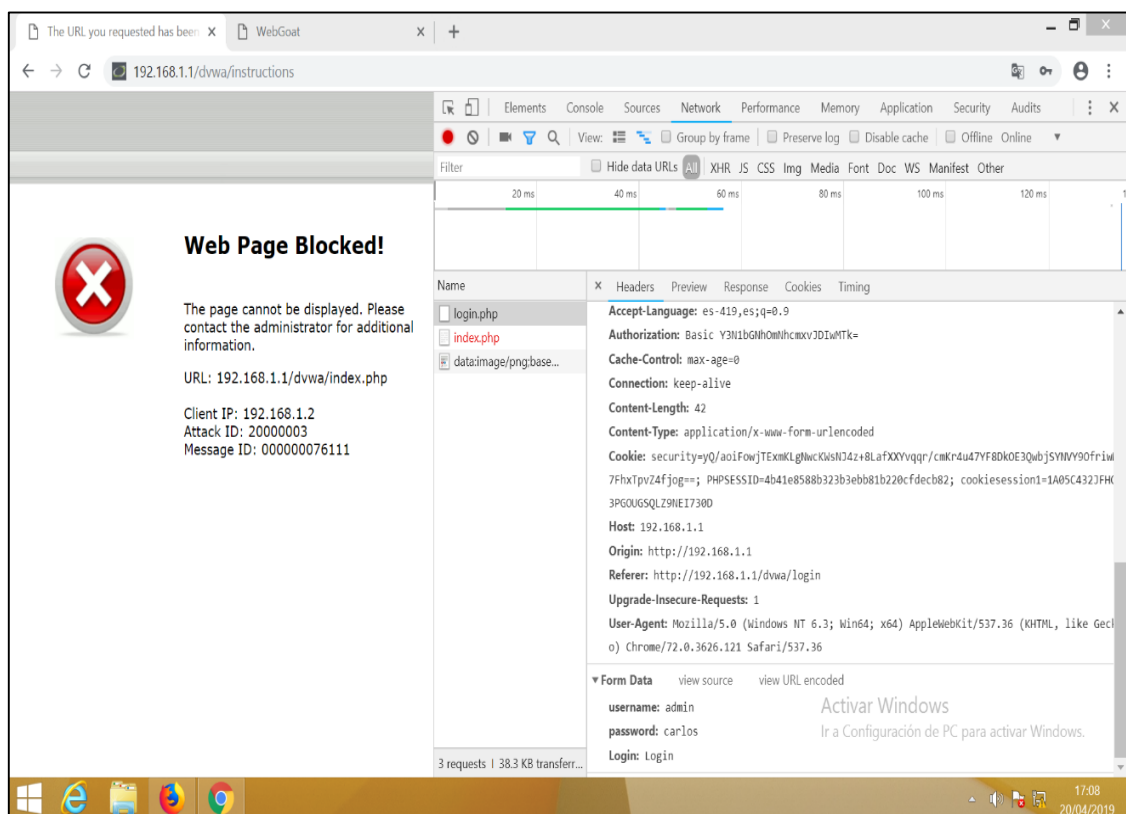 The URL you requested has been
WebGoat
192.168.1.1/dvwa/instructions
Elements Console Sources Network Performance Memory Application Security Audits
View: Group by frame Preserve log Disable cache Offline Online
Filter Hide data URLs All XHR JS CSS Img Media Font Doc WS Manifest Other
20 ms 40 ms 60 ms 80 ms 100 ms 120 ms 1
Web Page Blocked!
The page cannot be displayed. Please
contact the administrator for additional
information.
URL: 192.168.1.1/dvwa/index.php
Client IP: 192.168.1.2
Attack ID: 20000003
Message ID: 000000076111
Name
login.php
index.php
data:image/png;base...
3 requests | 38.3 KB transferr...
Headers Preview Response Cookies Timing
Accept-Language: es-419,es;q=0.9
Authorization: Basic Y3N1bGNhOmNhcmxvJDIwMTk=
Cache-Control: max-age=0
Connection: keep-alive
Content-Length: 42
Content-Type: application/x-www-form-urlencoded
Cookie: security=yQ/aoiFowjTExmKLgNwcKWsNJ4z+8LafXXYvqqr/cmKr4u47YF8DkOE3QwbjSYNVY9Ofriw
7FhxTpvZ4fjog==; PHPSESSID=4b41e8588b323b3ebb81b220cfdecb82; cookiesession1=1A05C432JFH
3PGOUGSQLZ9NEI730D
Host: 192.168.1.1
Origin: http://192.168.1.1
Referer: http://192.168.1.1/dvwa/login
Upgrade-Insecure-Requests: 1
User-Agent: Mozilla/5.0 (Windows NT 6.3; Win64; x64) AppleWebKit/537.36 (KHTML, like Geck
o) Chrome/72.0.3626.121 Safari/537.36
Form Data view source view URL encoded
username: admin
password: carlos
Login: Login
Activar Windows
Ir a Configuración de PC para activar Windows.
17:08
20/04/2019